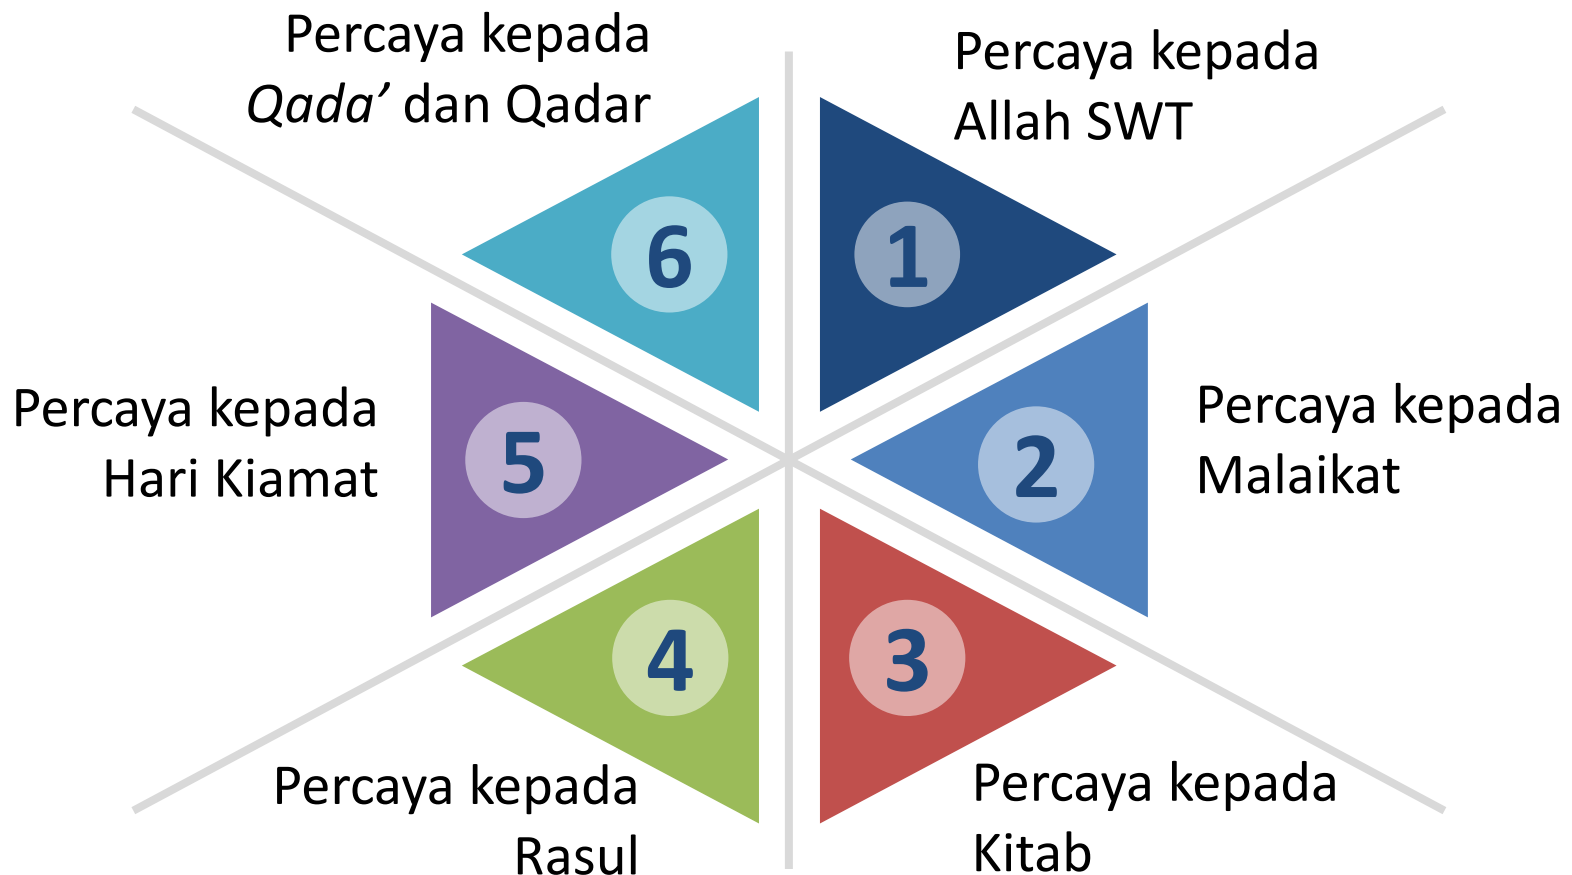 Percaya kepada
Allah SWT
1
Percaya kepada
Malaikat
2
Percaya kepada
Kitab
3
Percaya kepada
Rasul
4
Percaya kepada
Hari Kiamat
5
Percaya kepada
Qada’ dan Qadar
6